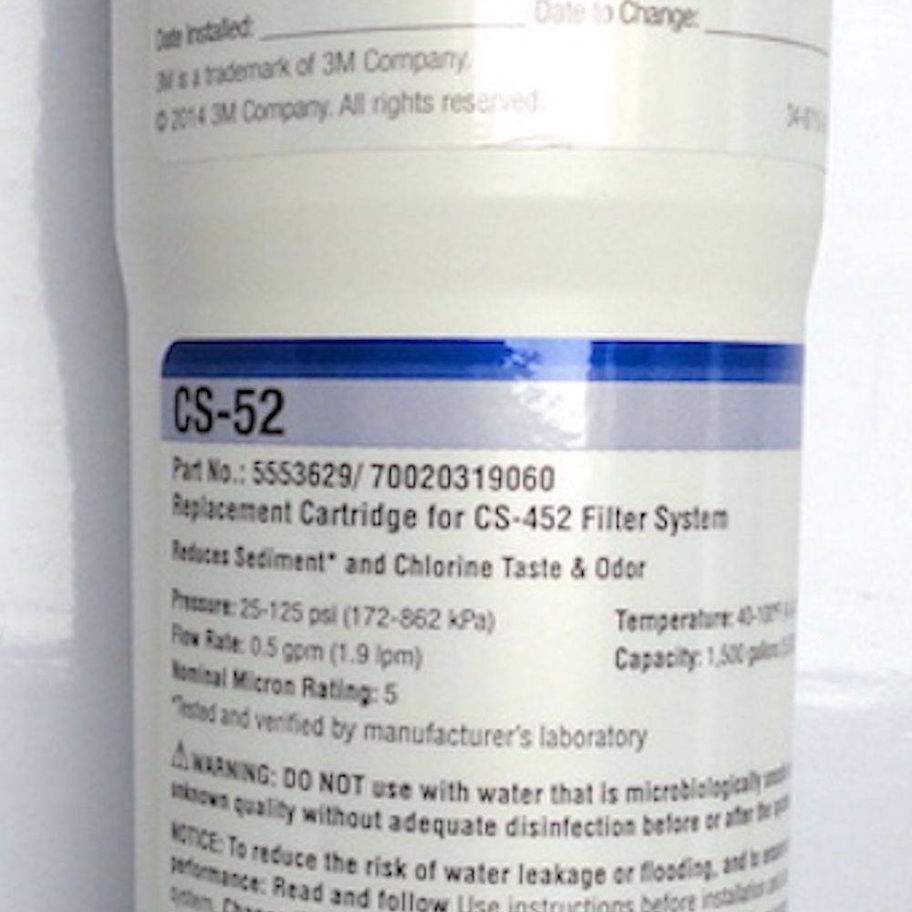 Date Installed: Date to Change:
3M is a trademark of 3M Company.
© 2014 3M Company. All rights reserved.
CS-52
Part No.: 5553629/ 70020319060
Replacement Cartridge for CS-452 Filter System
Reduces Sediment* and Chlorine Taste & Odor
Pressure: 25-125 psi (172-862 kPa) Temperature: 40-100°F
Flow Rate: 0.5 gpm (1.9 lpm) Capacity: 1,500 gallons
Nominal Micron Rating: 5
*Tested and verified by manufacturer's laboratory
⚠WARNING: DO NOT use with water that is microbiologically
unknown quality without adequate disinfection before or after the
NOTICE: To reduce the risk of water leakage or flooding, and to
performance: Read and follow Use instructions before installation
system.